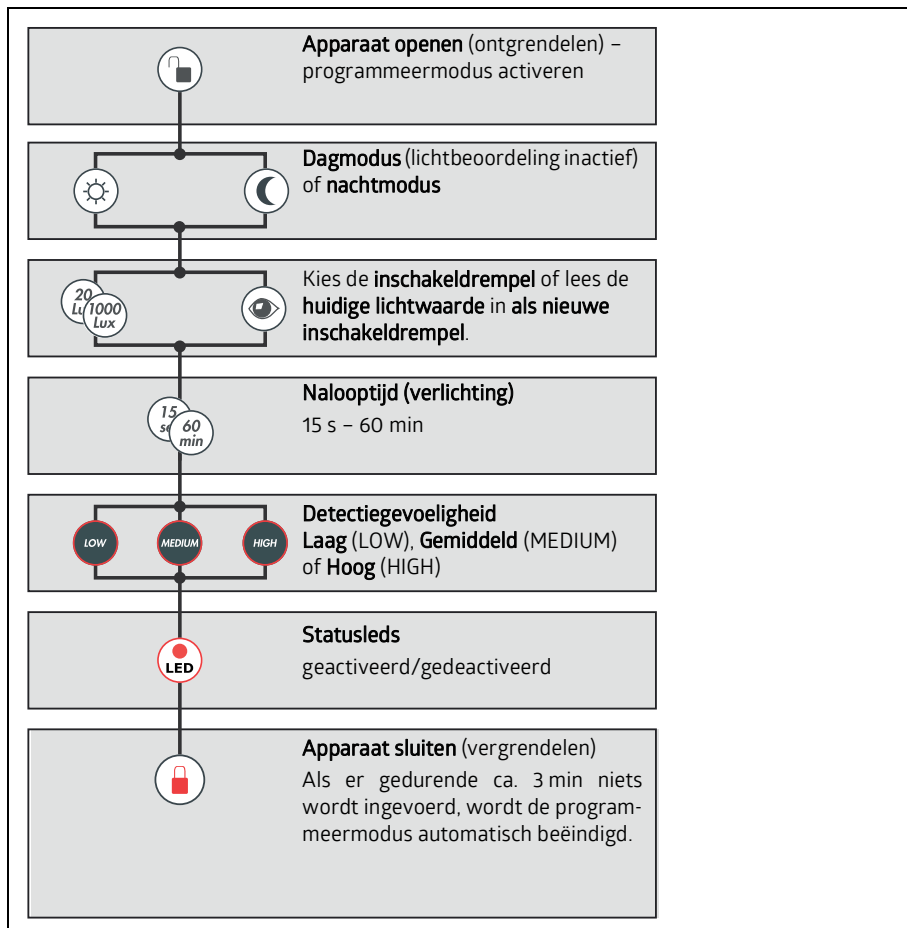 Apparaat openen (ontgrendelen) –
programmeermodus activeren
Dagmodus (lichtbeoordeling inactief)
of nachtmodus
20
Lu
1000
Lux
Kies de inschakeldrempel of lees de
huidige lichtwaarde in als nieuwe
inschakeldrempel.
15
se
60
min
Nalooptijd (verlichting)
15 s – 60 min
LOW
MEDIUM
HIGH
Detectiegevoeligheid
Laag (LOW), Gemiddeld (MEDIUM)
of Hoog (HIGH)
LED
Statusleds
geactiveerd/gedeactiveerd
Apparaat sluiten (vergrendelen)
Als er gedurende ca. 3 min niets
wordt ingevoerd, wordt de program-
meermodus automatisch beëindigd.